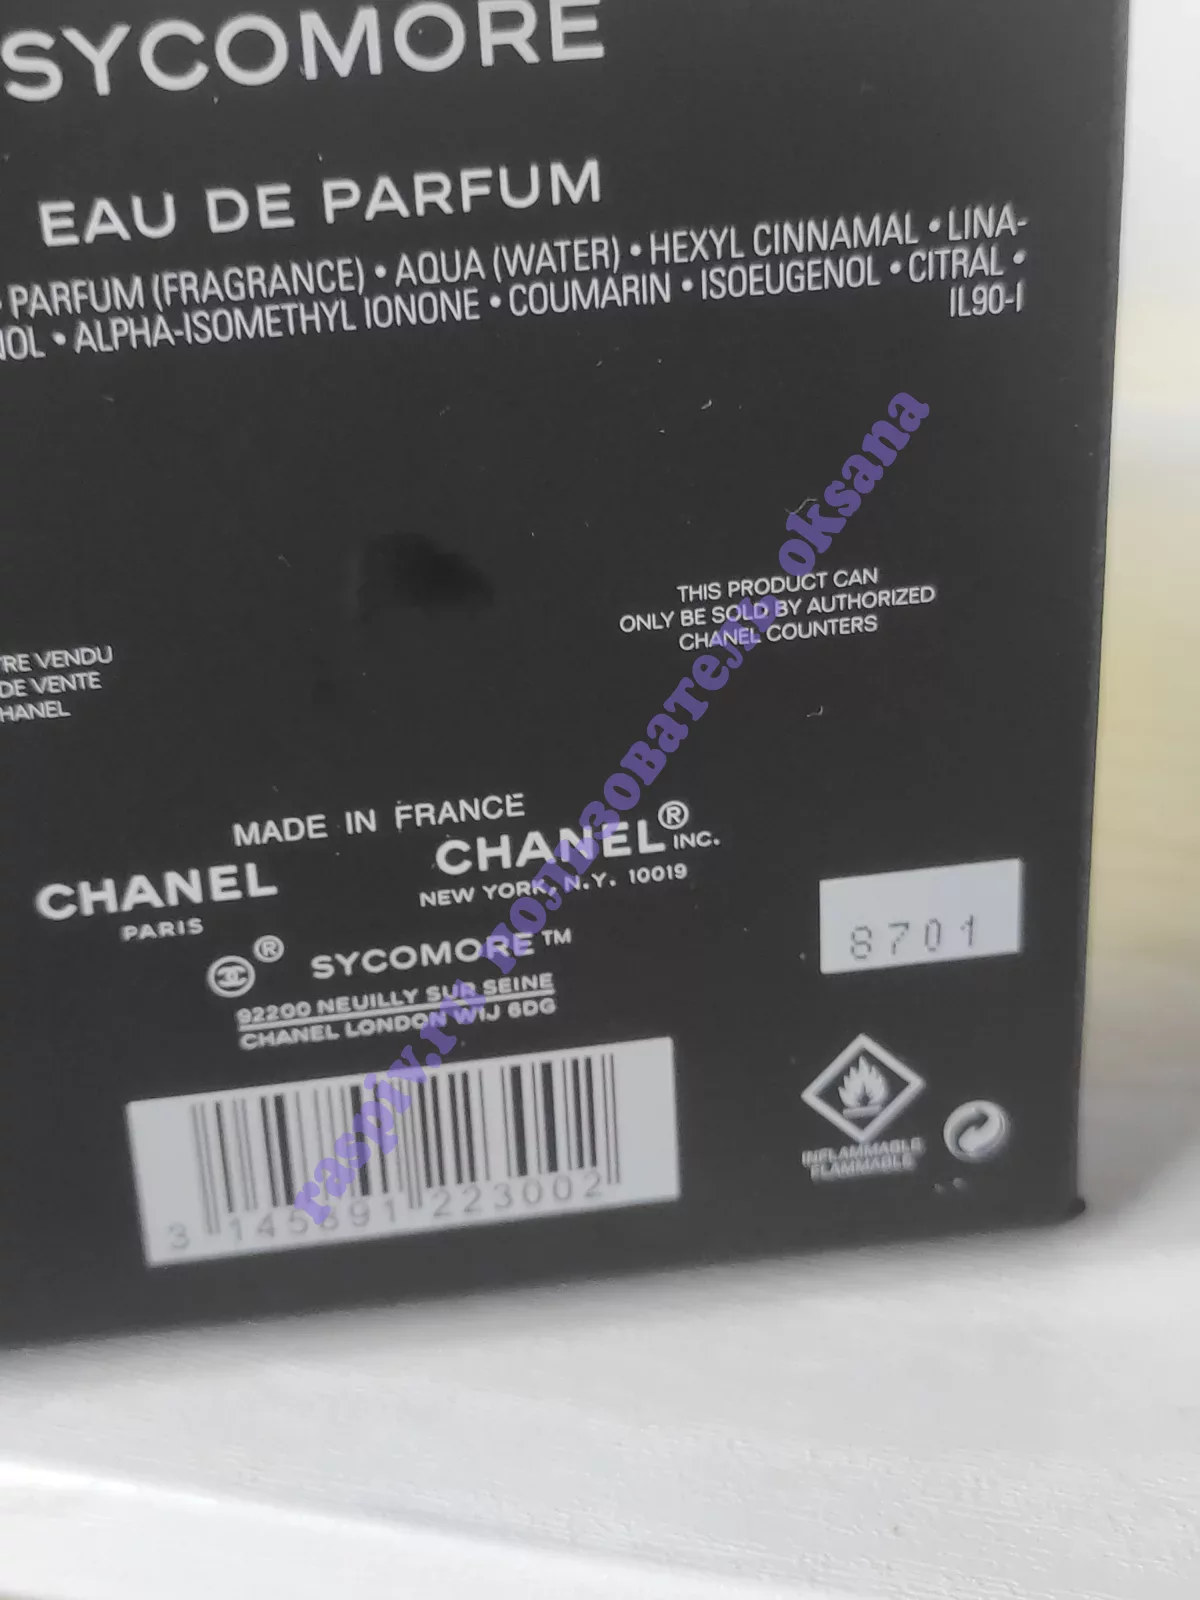 SYCOMORE
EAU DE PARFUM
PARFUM (FRAGRANCE) • AQUA (WATER) • HEXYL CINNAMAL • LINA-
NOL • ALPHA-ISOMETHYL IONONE • COUMARIN • ISOEUGENOL • CITRAL •
IL90-1
THIS PRODUCT CAN
ONLY BE SOLD BY AUTHORIZED
CHANEL COUNTERS
TRE VENDU
DE VENTE
HANEL
MADE IN FRANCE
CHANEL
PARIS
CHANEL® INC.
NEW YORK, N.Y. 10019
® SYCOMORE™
92200 NEUILLY SUR SEINE
CHANEL LONDON W1J 6DG
8701
INFLAMMABLE
FLAMMABLE
3 145891 223002
raspiv.ru пользователь oksana